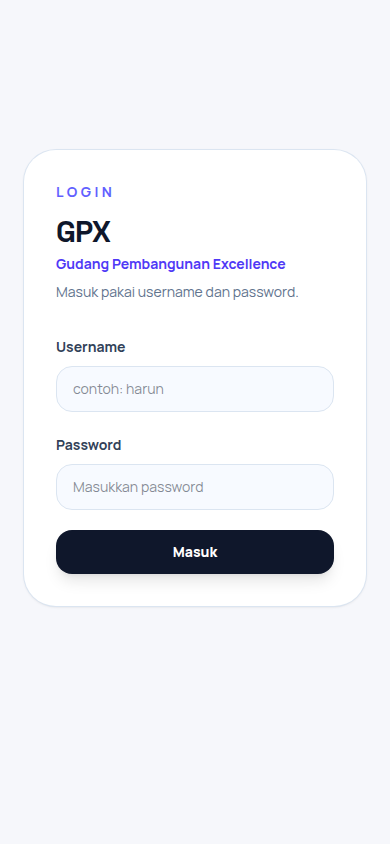 LOGIN
GPX
Gudang Pembangunan Excellence
Masuk pakai username dan password.
Username
contoh: harun
Password
Masukkan password
Masuk